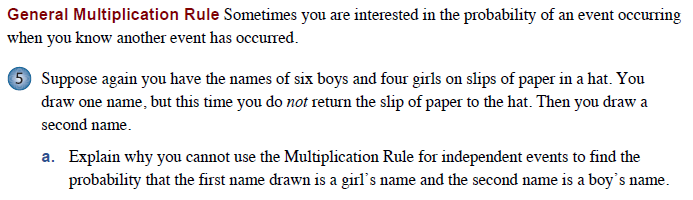 General Multiplication Rule Sometimes you are interested in the probability of an event occurring
when you know another event has occurred.
5 Suppose again you have the names of six boys and four girls on slips of paper in a hat. You
draw one name, but this time you do not return the slip of paper to the hat. Then you draw a
second name.
a. Explain why you cannot use the Multiplication Rule for independent events to find the
probability that the first name drawn is a girl's name and the second name is a boy's name.